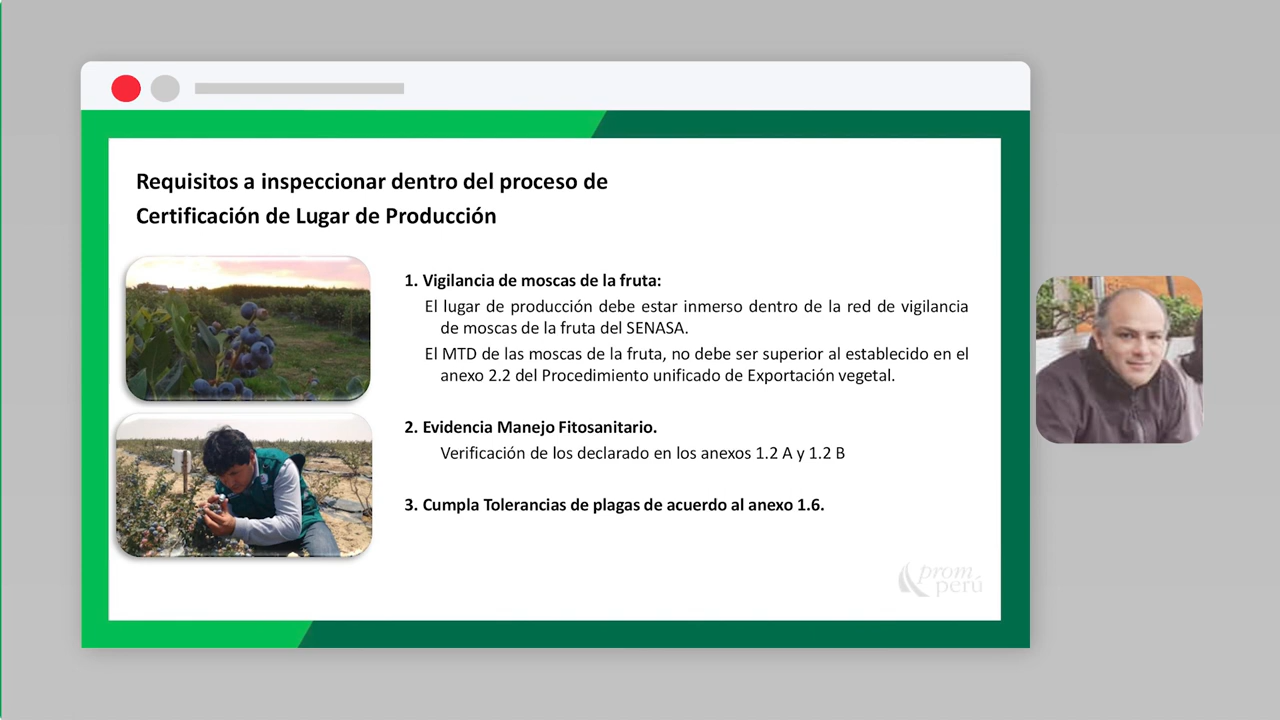 Requisitos a inspeccionar dentro del proceso de
Certificación de Lugar de Producción
1. Vigilancia de moscas de la fruta:
El lugar de producción debe estar inmerso dentro de la red de vigilancia
de moscas de la fruta del SENASA.
El MTD de las moscas de la fruta, no debe ser superior al establecido en el
anexo 2.2 del Procedimiento unificado de Exportación vegetal.
2. Evidencia Manejo Fitosanitario.
Verificación de los declarado en los anexos 1.2 A y 1.2 B
3. Cumpla Tolerancias de plagas de acuerdo al anexo 1.6.
prom
perú